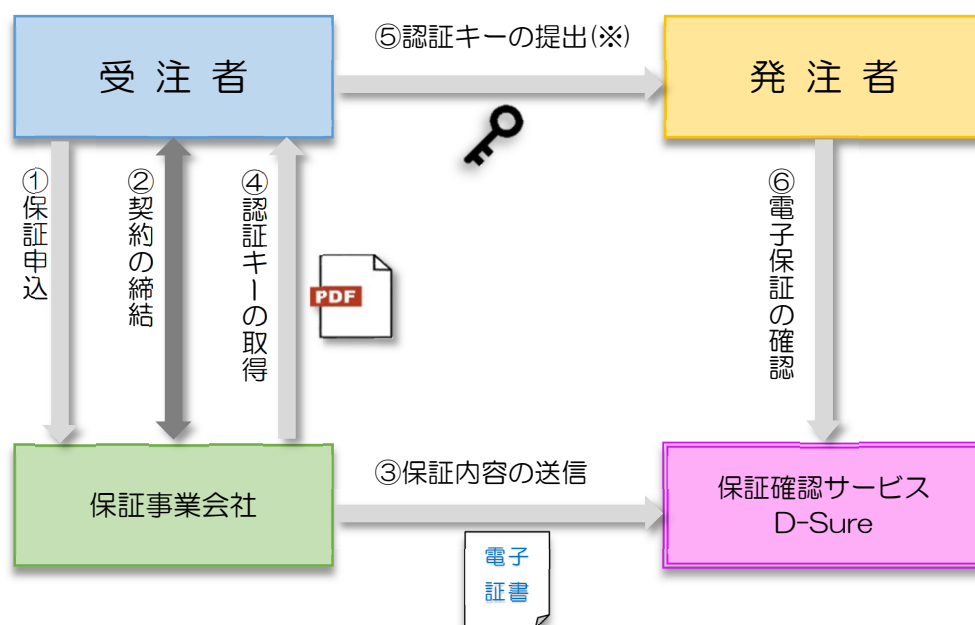 ⑤認証キーの提出(※)
受 注 者
発 注 者
①保証申込
②契約の締結
④認証キーの取得
PDF
⑥電子保証の確認
保証事業会社
③保証内容の送信
保証確認サービス
D-Sure
電子
証書